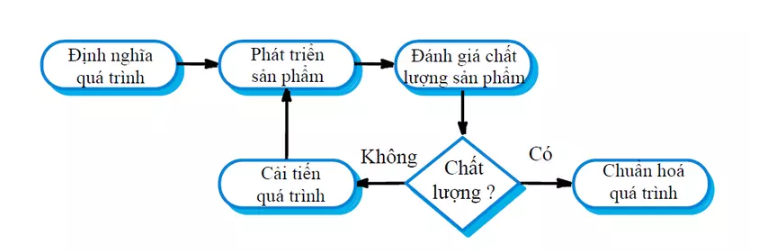 Định nghĩa
quá trình
Phát triển
sản phẩm
Đánh giá chất
lượng sản phẩm
Không
Chất
lượng ?
Có
Cải tiến
quá trình
Chuẩn hoá
quá trình